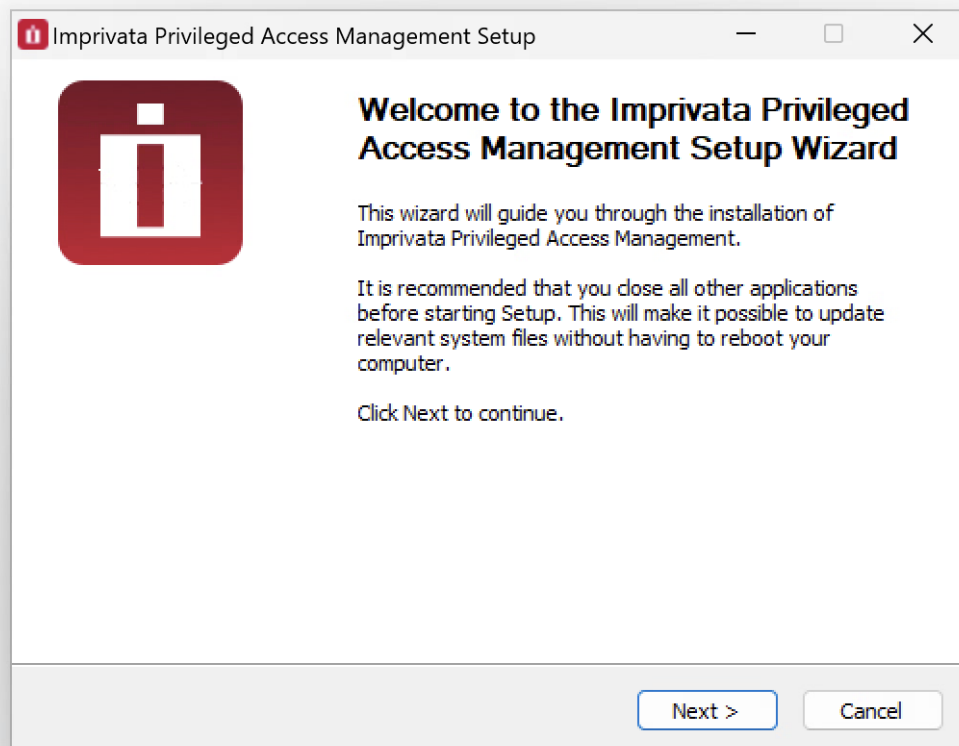 Imprivata Privileged Access Management Setup
Welcome to the Imprivata Privileged
Access Management Setup Wizard
This wizard will guide you through the installation of
Imprivata Privileged Access Management.
It is recommended that you close all other applications
before starting Setup. This will make it possible to update
relevant system files without having to reboot your
computer.
Click Next to continue.
Next >
Cancel